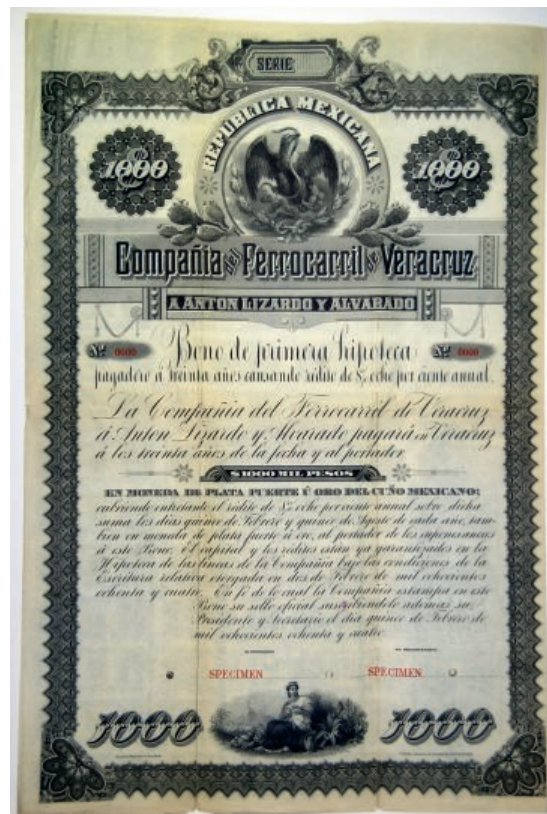 SERIE
REPUBLICA MEXICANA
$1000 $1000
Compañia del Ferrocarril de Veracruz
A ANTON LIZARDO Y ALVARADO
Nº 0000 Bono de primera hipoteca Nº 0000
pagadero á treinta años causando rédito de 8, ocho por ciento anual.
La Compañia del Ferrocarril de Veracruz
á Anton Lizardo y Alvarado pagará en Veracruz
á los treinta años de la fecha y al portador
$1000 MIL PESOS
EN MONEDA DE PLATA FUERTE Ú ORO DEL CUÑO MEXICANO;
cubriendo entretanto el rédito de 8, ocho por ciento anual sobre dicha
suma los dias quince de Febrero y quince de Agosto de cada año, tam-
bien en moneda de plata fuerte ú oro, al portador de los
á este Bono. El capital y los réditos están ya garantizados en la
Hipoteca de las lineas de la Compañia bajo las condiciones de la
Escritura relativa otorgada en dos de Febrero de mil ochocientos
ochenta y cuatro. En fé de lo cual la Compañia estampa en este
Bono su sello oficial suscribiendolo además su
Presidente y Secretario el dia quince de Febrero de
mil ochocientos ochenta y cuatro
SPECIMEN SPECIMEN
1000 1000